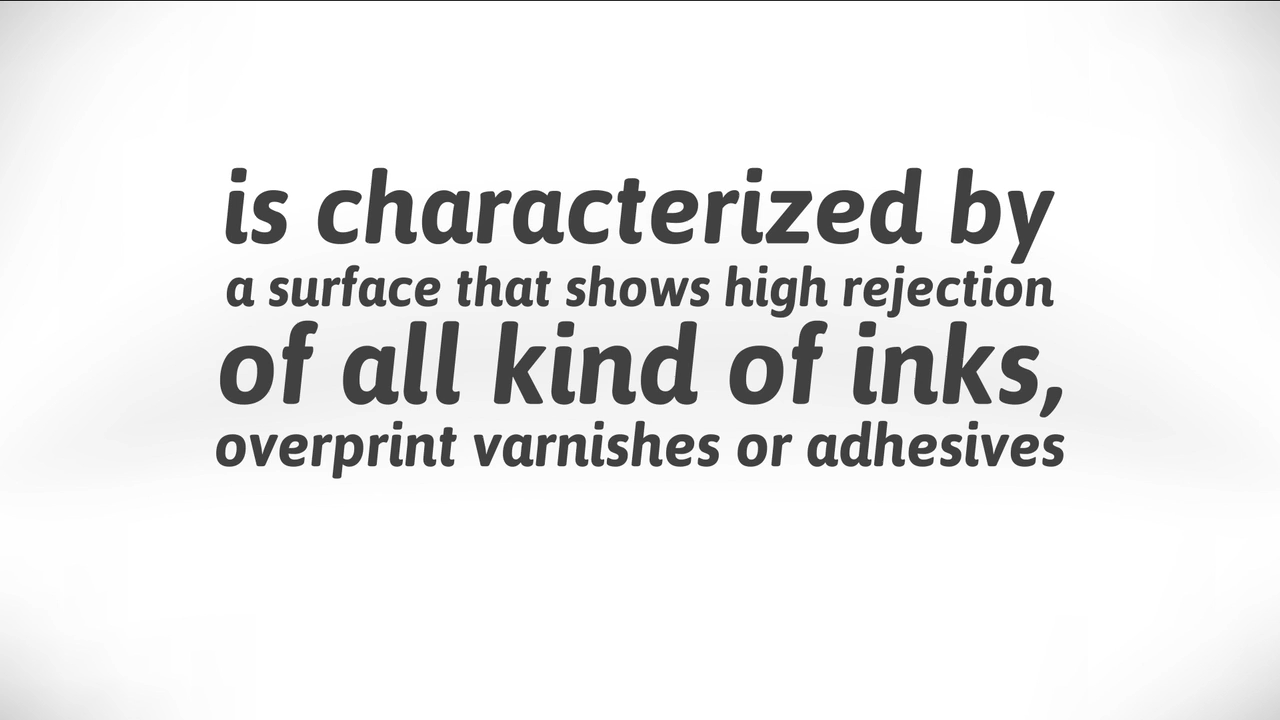 is characterized by
a surface that shows high rejection
of all kind of inks,
overprint varnishes or adhesives